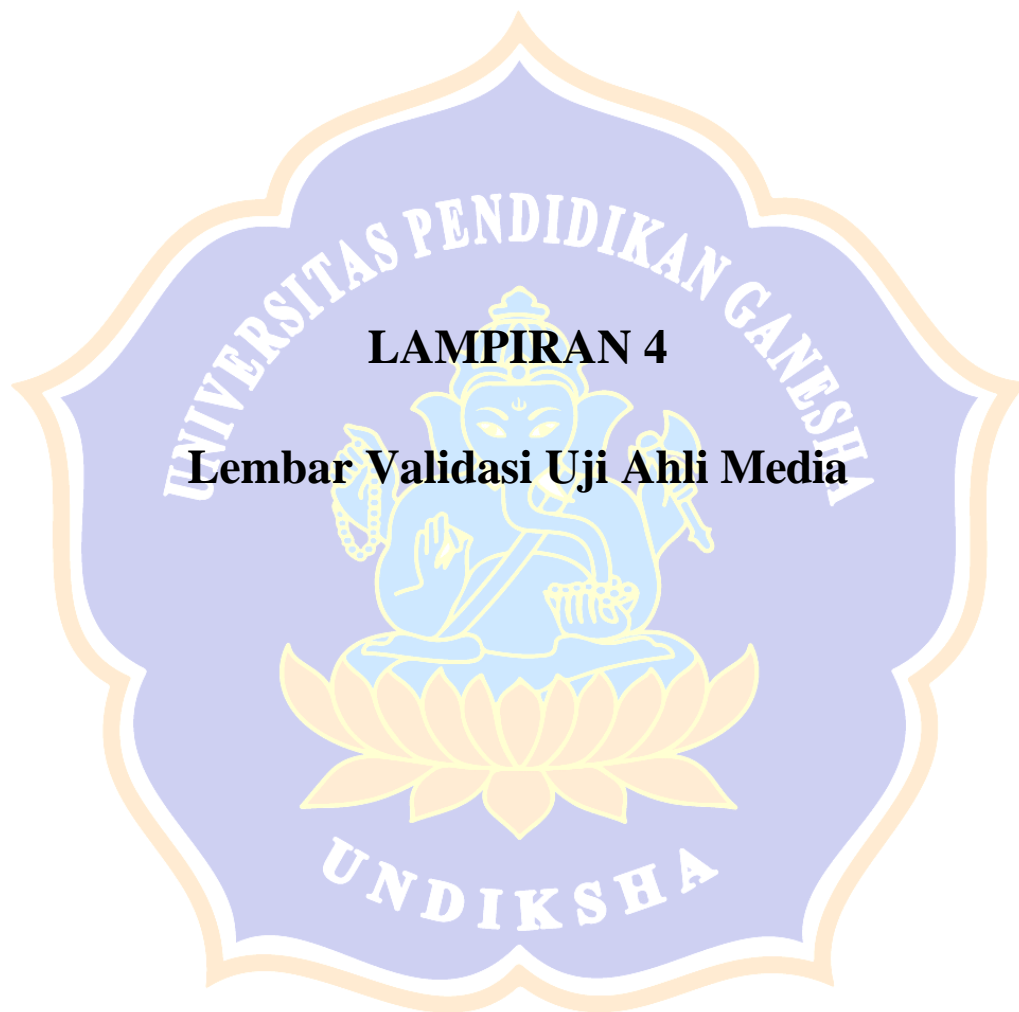 UNIVERSITAS PENDIDIKAN GANESHA
LAMPIRAN 4
Lembar Validasi Uji Ahli Media
UNDIKSHA